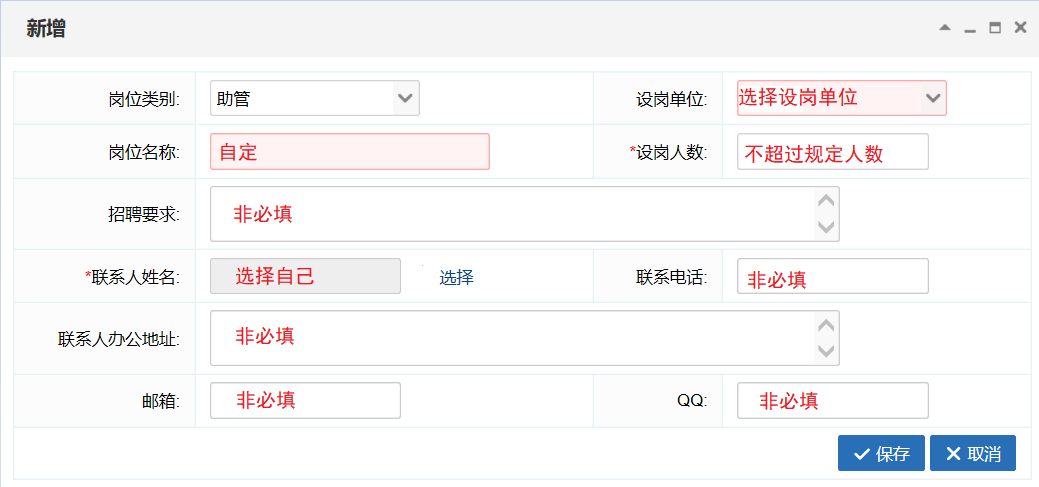 新增
岗位类别: 助管 设岗单位: 选择设岗单位
岗位名称: 自定 *设岗人数: 不超过规定人数
招聘要求: 非必填
*联系人姓名: 选择自己 选择 联系电话: 非必填
联系人办公地址: 非必填
邮箱: 非必填 QQ: 非必填
保存 取消